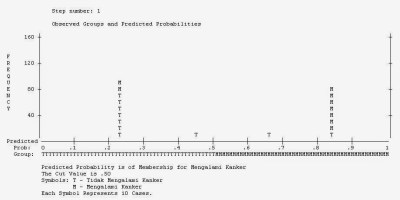 Step number: 1
Observed Groups and Predicted Probabilities
160
F
R 120
E
Q
U
E 80
N
C
Y 40
M M
M M
T M
T M
T M
T M
T M
T T T M
Predicted
Prob: 0 .1 .2 .3 .4 .5 .6 .7 .8 .9 1
Group:
Predicted Probability is of Membership for Mengalami Kanker
The Cut Value is .50
Symbols: T - Tidak Mengalami Kanker
M - Mengalami Kanker
Each Symbol Represents 10 Cases.